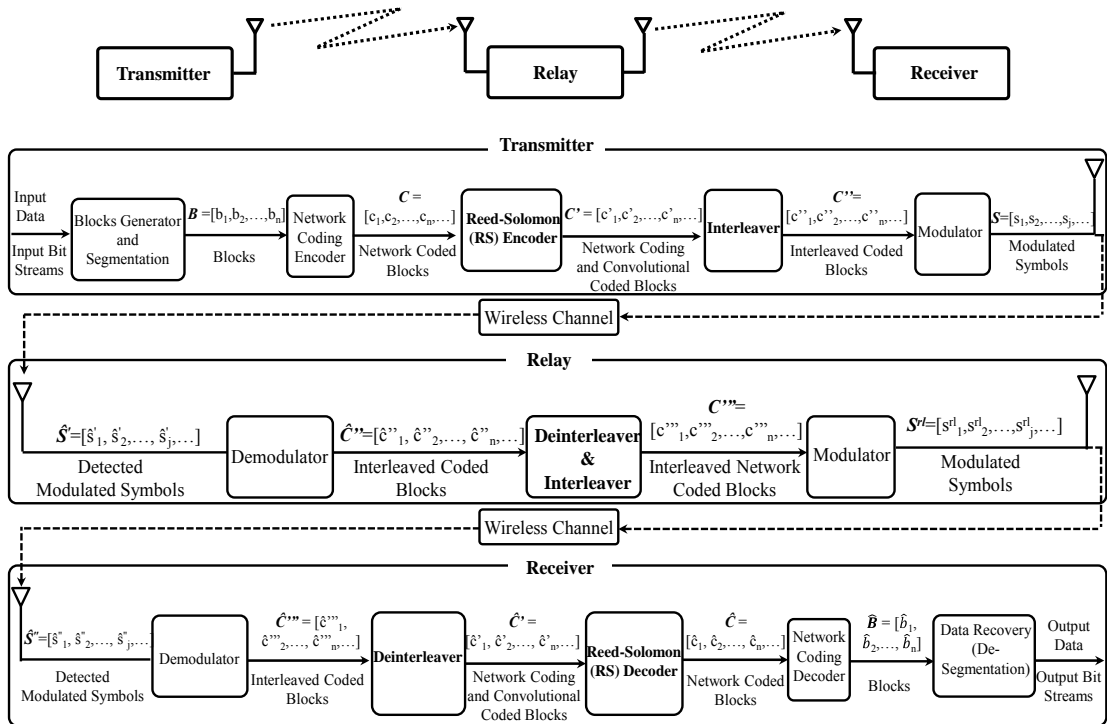 Transmitter
Relay
Receiver
Transmitter
Input Data
Input Bit Streams
Blocks Generator and Segmentation
B =[b1,b2,…,bn]
Blocks
Network Coding Encoder
C =
[c1,c2,…,cn,…]
Network Coded Blocks
Reed-Solomon (RS) Encoder
C' = [c'1,c'2,…,c'n,…]
Network Coding and Convolutional Coded Blocks
Interleaver
C''=
[c''1,c''2,…,c''n,…]
Interleaved Coded Blocks
Modulator
S=[s1,s2,…,sj,…]
Modulated Symbols
Wireless Channel
Relay
Ŝ'=[ŝ'1, ŝ'2,…, ŝ'j,…]
Detected Modulated Symbols
Demodulator
Ĉ''=[ĉ''1, ĉ''2,…, ĉ''n,…]
Interleaved Coded Blocks
Deinterleaver & Interleaver
C'''=
[c'''1,c'''2,…,c'''n,…]
Interleaved Network Coded Blocks
Modulator
Srl=[srl1,srl2,…,srlj,…]
Modulated Symbols
Wireless Channel
Receiver
Ŝ''=[ŝ''1, ŝ''2,…, ŝ''j,…]
Detected Modulated Symbols
Demodulator
Ĉ''' = [ĉ'''1,
ĉ'''2,…, ĉ'''n,…]
Interleaved Coded Blocks
Deinterleaver
Ĉ' =
[ĉ'1, ĉ'2,…, ĉ'n,…]
Network Coding and Convolutional Coded Blocks
Reed-Solomon (RS) Decoder
Ĉ =
[ĉ1, ĉ2,…, ĉn,…]
Network Coded Blocks
Network Coding Decoder
B̂ = [b̂1,
b̂2,…, b̂n]
Blocks
Data Recovery (De-Segmentation)
Output Data
Output Bit Streams